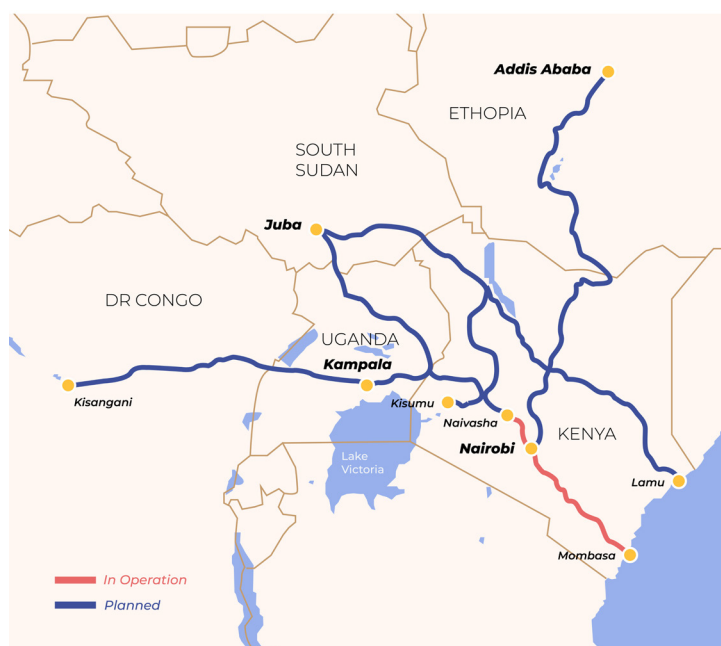 Addis Ababa
ETHIOPIA
SOUTH
SUDAN
Juba
DR CONGO
UGANDA
Kampala
Kisangani
Kisumu
Naivasha
Nairobi
KENYA
Lake
Victoria
Lamu
Mombasa
In Operation
Planned